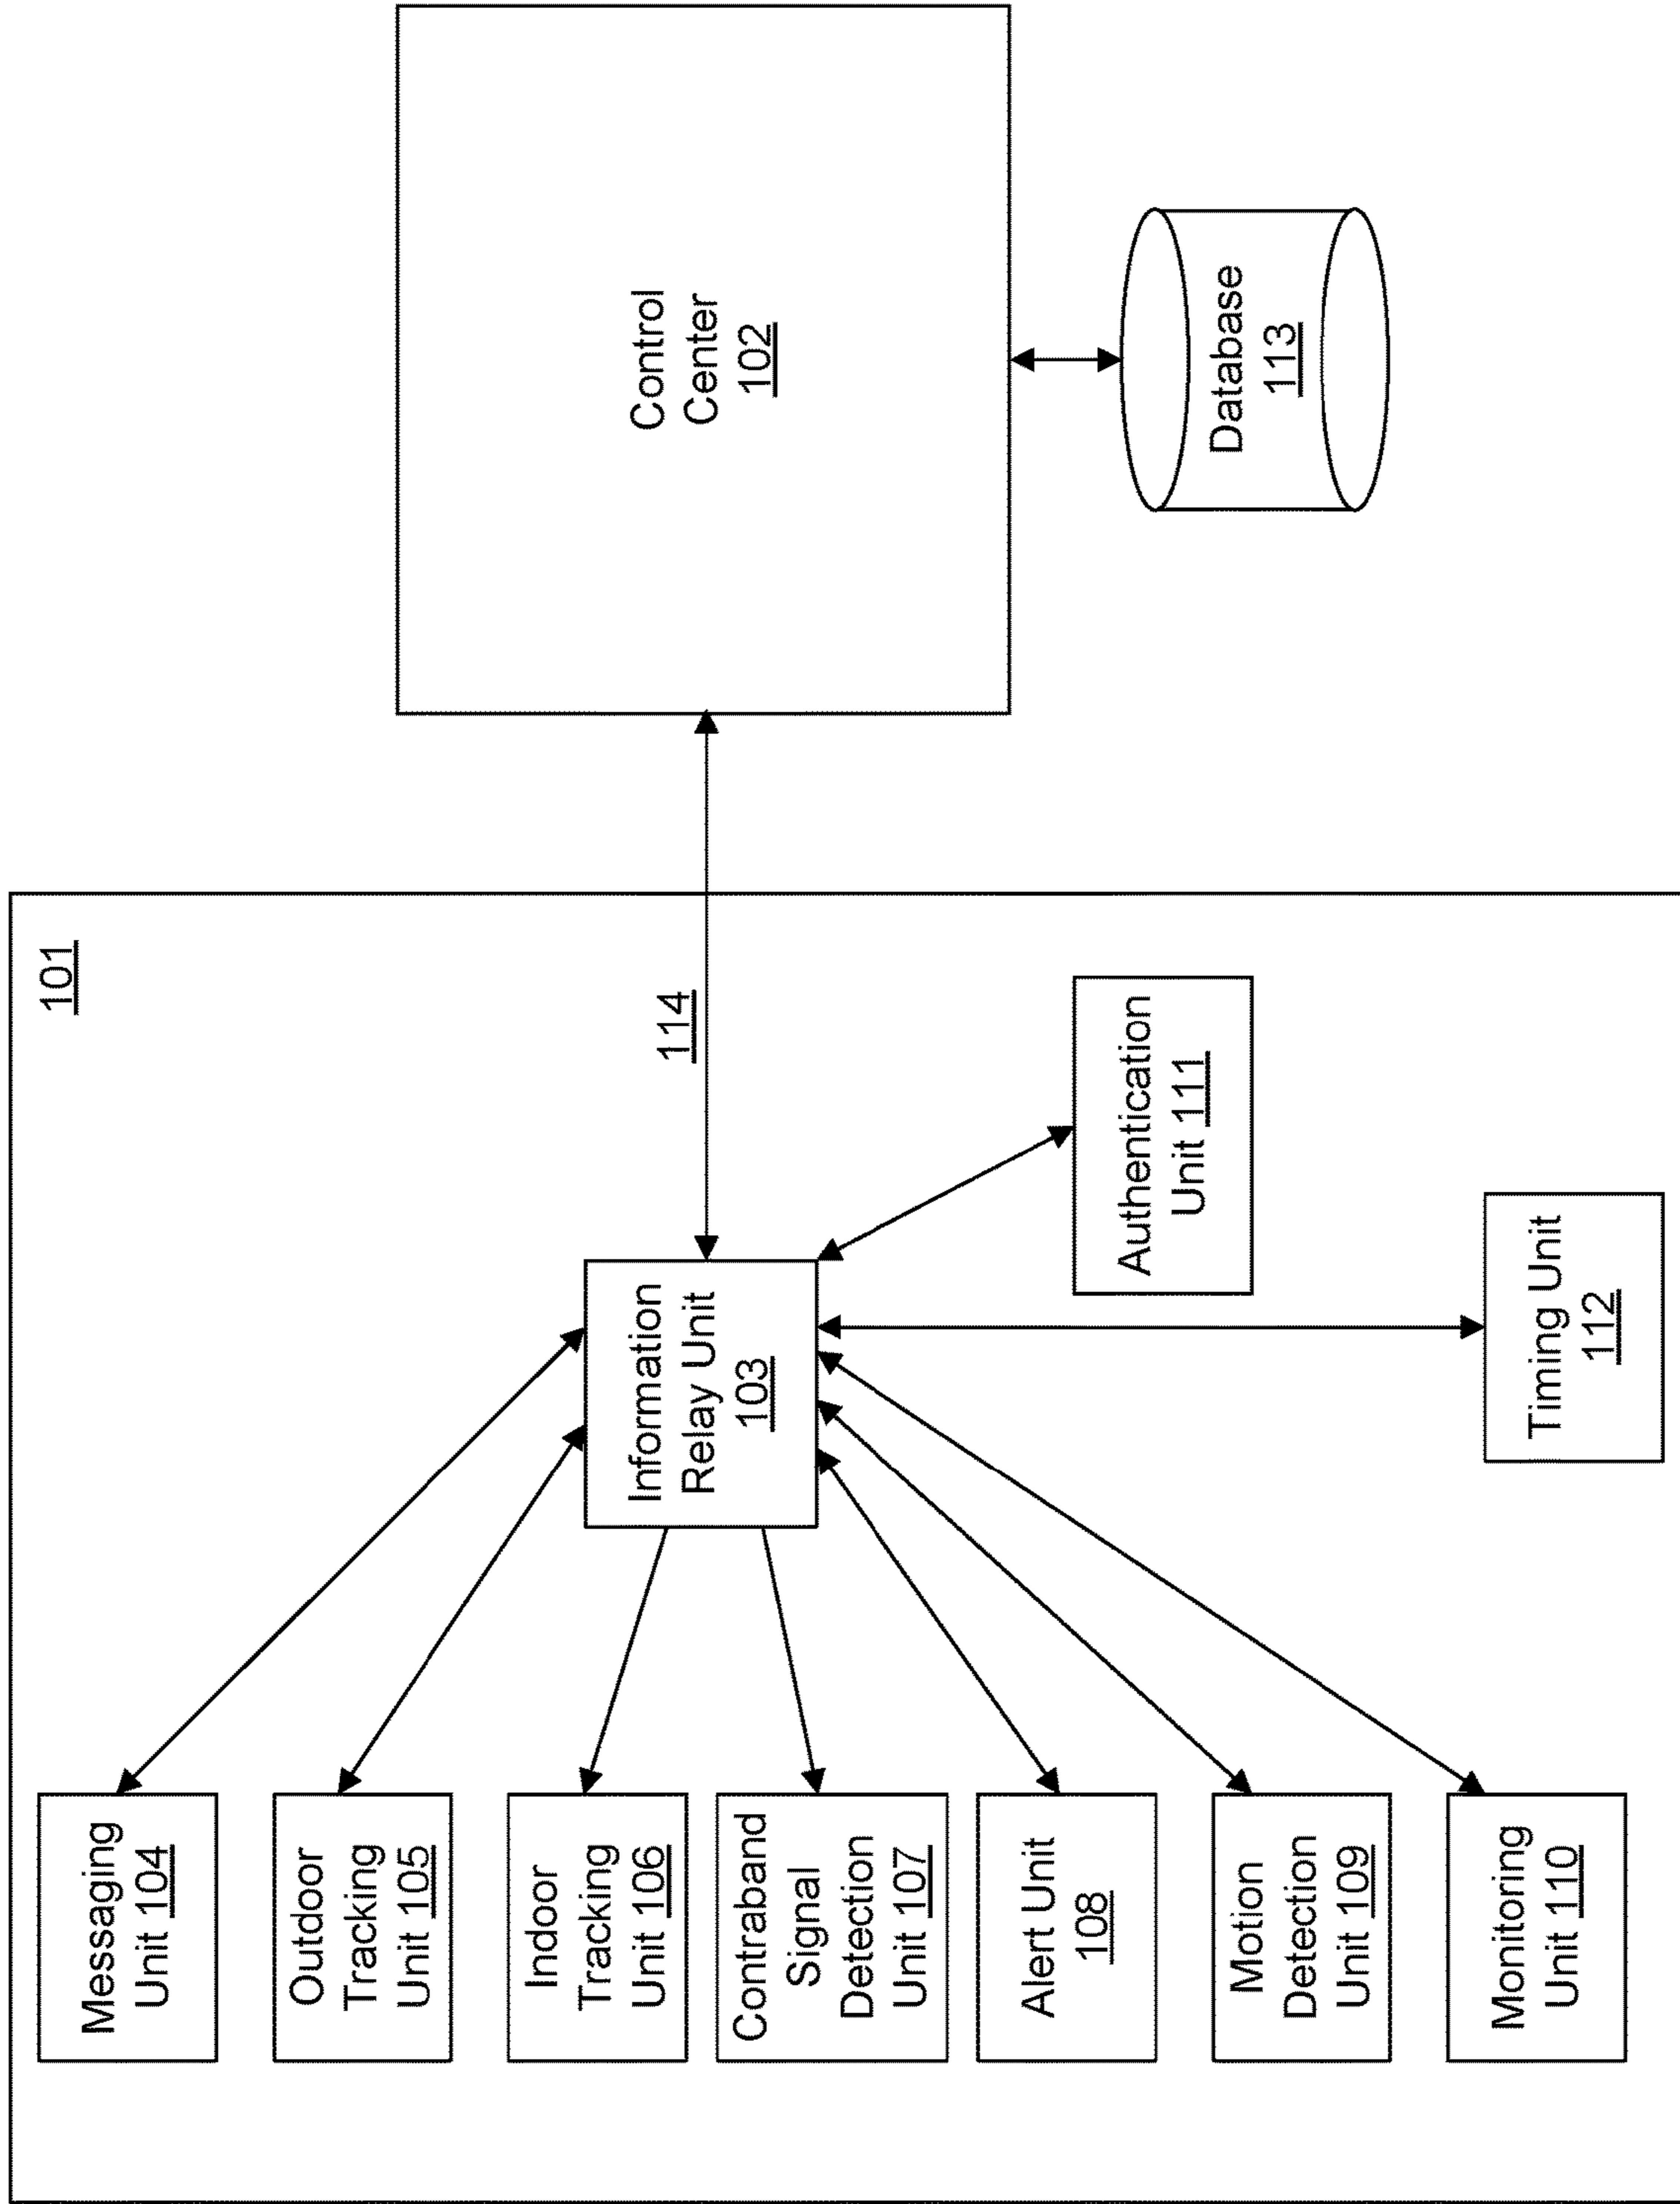 101
Messaging
Unit 104
Outdoor
Tracking
Unit 105
Indoor
Tracking
Unit 106
Contraband
Signal
Detection
Unit 107
Alert Unit
108
Motion
Detection
Unit 109
Monitoring
Unit 110
Information
Relay Unit
103
114
Authentication
Unit 111
Timing Unit
112
Control
Center
102
Database
113